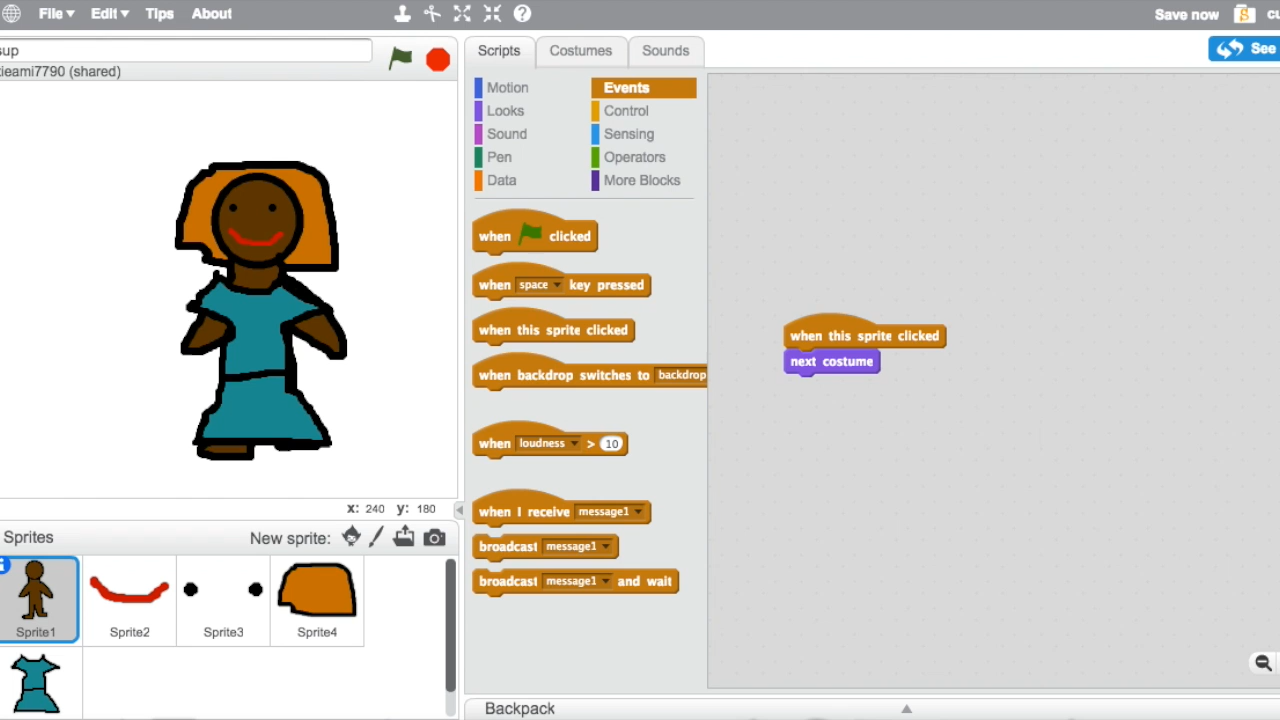 File Edit Tips About Save now
sup
ieami7790 (shared)
Scripts Costumes Sounds
See
Motion Events
Looks Control
Sound Sensing
Pen Operators
Data More Blocks
when clicked
when space key pressed
when this sprite clicked
when backdrop switches to backdrop
when loudness > 10
when I receive message1
broadcast message1
broadcast message1 and wait
when this sprite clicked
next costume
x: 240 y: 180
Sprites New sprite:
Sprite1 Sprite2 Sprite3 Sprite4
Backpack